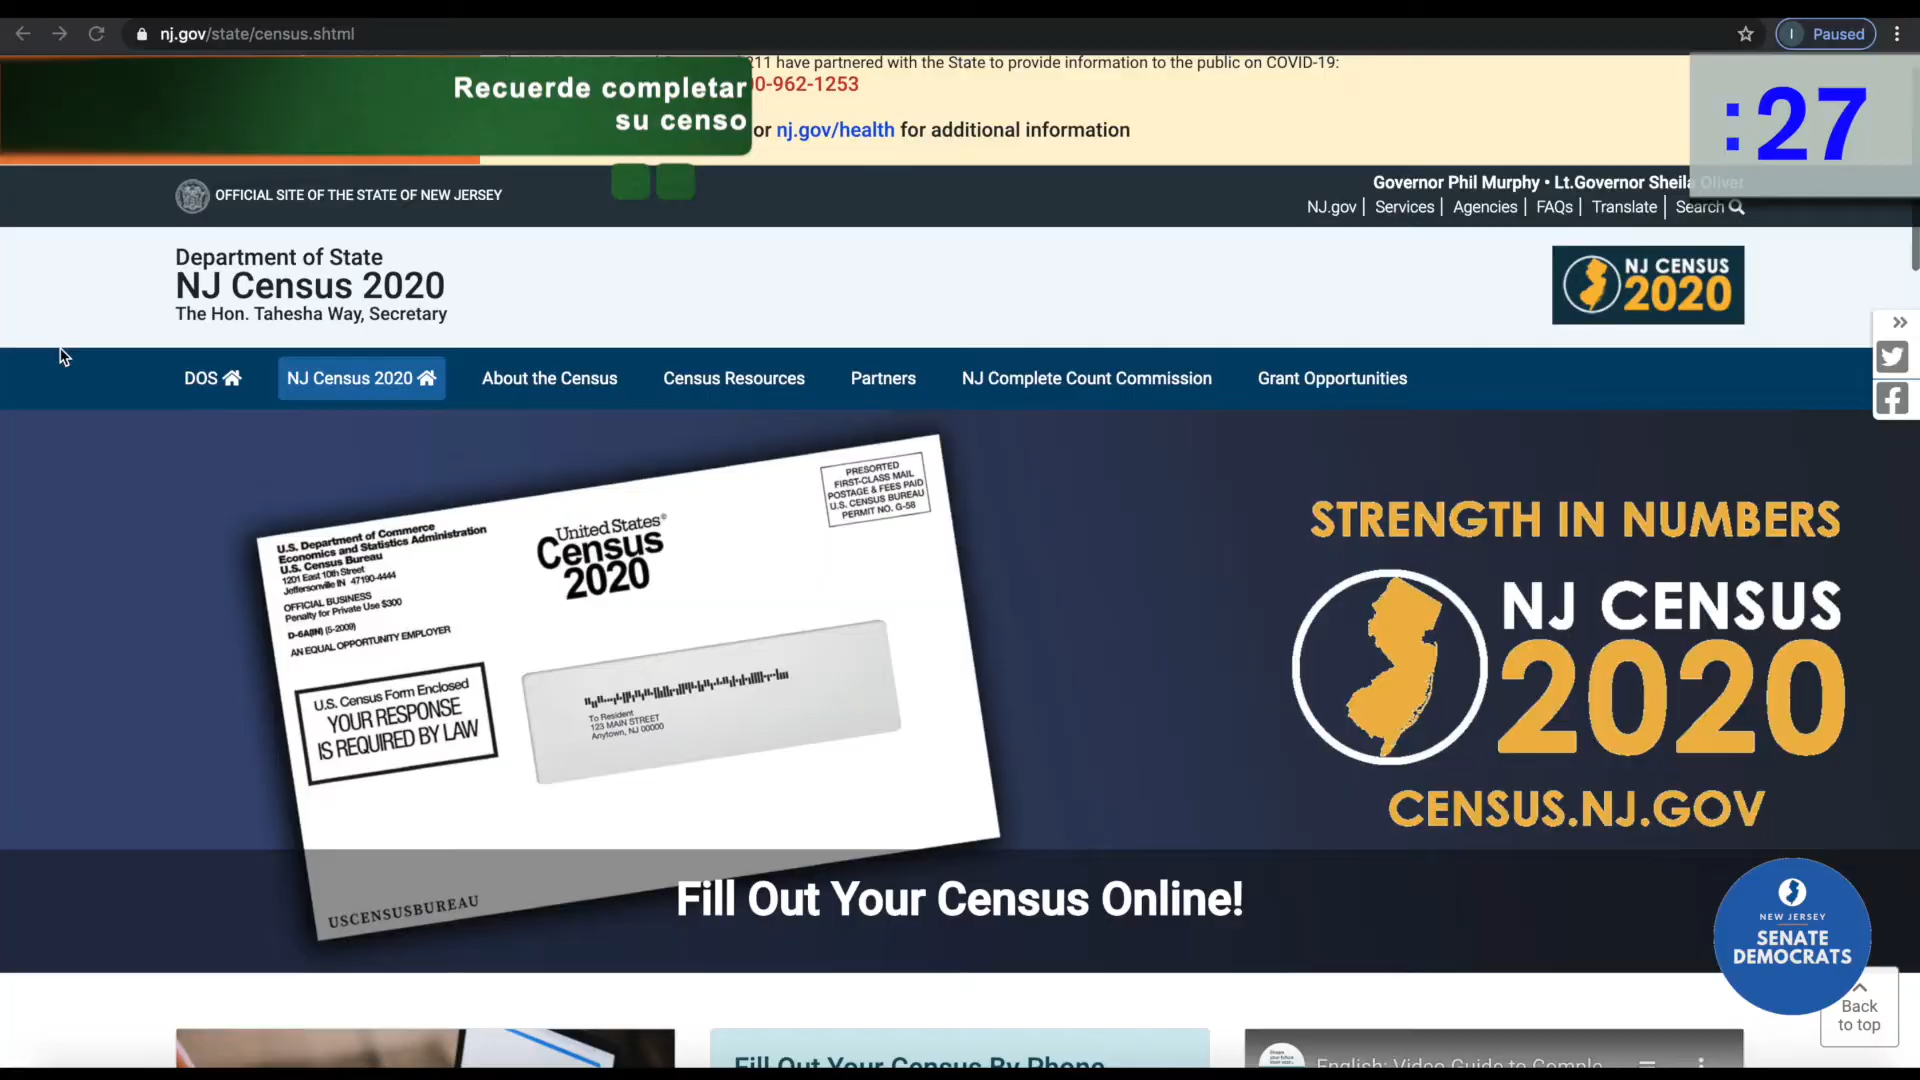 nj.gov/state/census.shtml
Paused
211 have partnered with the State to provide information to the public on COVID-19:
0-962-1253
or nj.gov/health for additional information
Recuerde completar
su censo
:27
OFFICIAL SITE OF THE STATE OF NEW JERSEY
Governor Phil Murphy • Lt.Governor Sheila Oliver
NJ.gov | Services | Agencies | FAQs | Translate | Search
Department of State
NJ Census 2020
The Hon. Tahesha Way, Secretary
NJ CENSUS
2020
DOS
NJ Census 2020
About the Census
Census Resources
Partners
NJ Complete Count Commission
Grant Opportunities
U.S. Department of Commerce
Economics and Statistics Administration
U.S. Census Bureau
1201 East 10th Street
Jeffersonville IN 47190-4444
OFFICIAL BUSINESS
Penalty for Private Use $300
D-6A(IN) (5-2009)
AN EQUAL OPPORTUNITY EMPLOYER
United States®
Census
2020
PRESORTED
FIRST-CLASS MAIL
POSTAGE & FEES PAID
U.S. CENSUS BUREAU
PERMIT NO. G-58
U.S. Census Form Enclosed
YOUR RESPONSE
IS REQUIRED BY LAW
To Resident
123 MAIN STREET
Anytown, NJ 00000
USCENSUSBUREAU
STRENGTH IN NUMBERS
NJ CENSUS
2020
CENSUS.NJ.GOV
Fill Out Your Census Online!
NEW JERSEY
SENATE
DEMOCRATS
Back
to top
Fill Out Your Census By Phone
English: Video Guide to Comple...